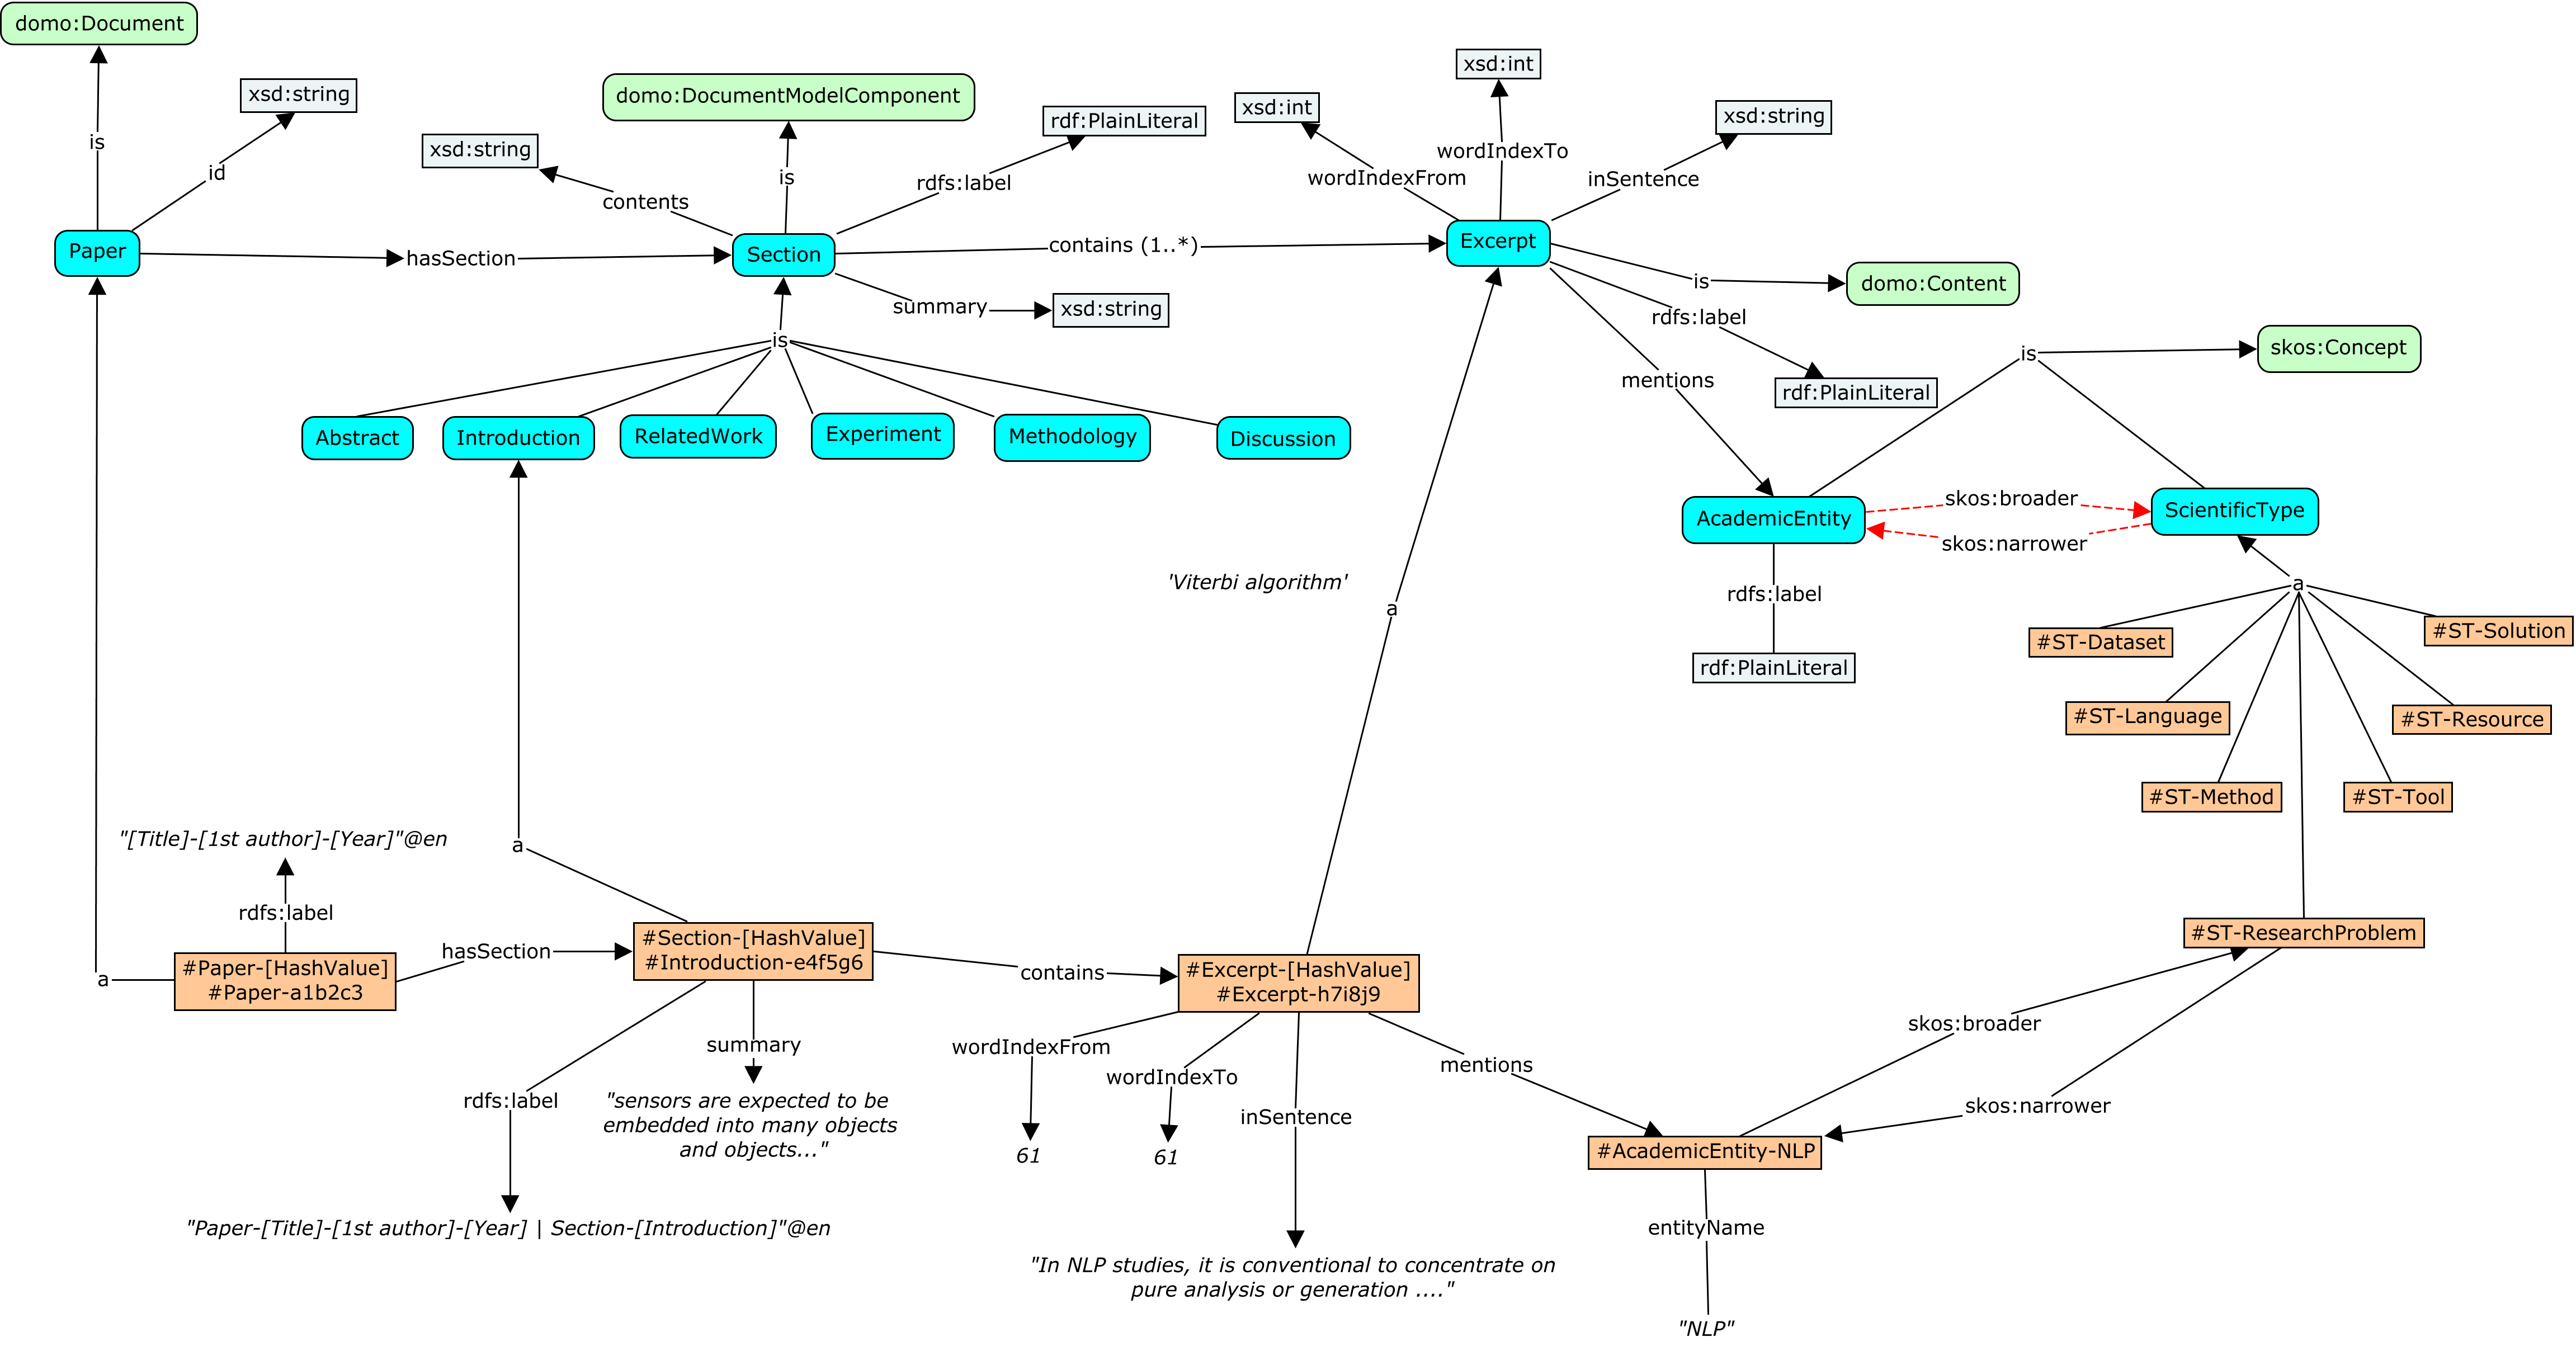 domo:Document
xsd:string
is
id
Paper
hasSection
domo:DocumentModelComponent
xsd:string
rdf:PlainLiteral
is
contents
rdfs:label
Section
contains (1..*)
summary
xsd:string
is
Abstract
Introduction
RelatedWork
Experiment
Methodology
Discussion
xsd:int
xsd:int
xsd:string
wordIndexTo
wordIndexFrom
inSentence
Excerpt
is
domo:Content
rdfs:label
mentions
rdf:PlainLiteral
is
skos:Concept
AcademicEntity
skos:broader
ScientificType
skos:narrower
rdfs:label
rdf:PlainLiteral
'Viterbi algorithm'
a
a
#ST-Dataset
#ST-Solution
#ST-Language
#ST-Resource
#ST-Method
#ST-Tool
#ST-ResearchProblem
"[Title]-[1st author]-[Year]"@en
rdfs:label
a
#Paper-[HashValue]
#Paper-a1b2c3
hasSection
a
#Section-[HashValue]
#Introduction-e4f5g6
contains
rdfs:label
summary
"sensors are expected to be
embedded into many objects
and objects..."
"Paper-[Title]-[1st author]-[Year] | Section-[Introduction]"@en
#Excerpt-[HashValue]
#Excerpt-h7i8j9
wordIndexFrom
wordIndexTo
inSentence
mentions
61
61
"In NLP studies, it is conventional to concentrate on
pure analysis or generation ...."
skos:broader
skos:narrower
#AcademicEntity-NLP
entityName
"NLP"